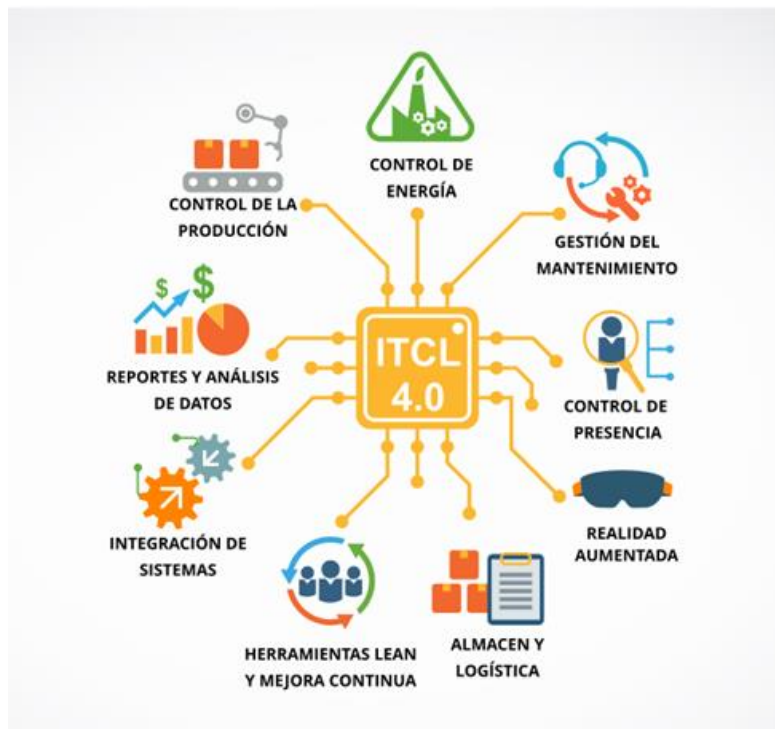 CONTROL DE
ENERGÍA
CONTROL DE LA
PRODUCCIÓN
GESTIÓN DEL
MANTENIMIENTO
$ $
REPORTES Y ANÁLISIS
DE DATOS
ITCL
4.0
CONTROL DE
PRESENCIA
INTEGRACIÓN DE
SISTEMAS
REALIDAD
AUMENTADA
HERRAMIENTAS LEAN
Y MEJORA CONTINUA
ALMACEN Y
LOGÍSTICA